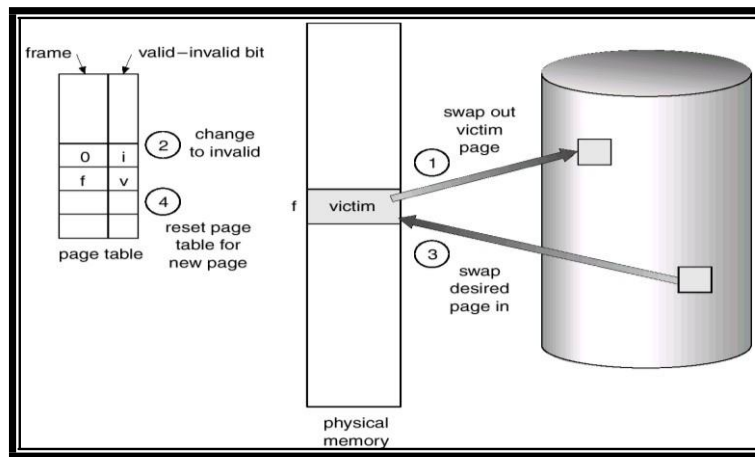 frame
valid–invalid bit
0 i
f v
page table
2
change
to invalid
4
reset page
table for
new page
f
victim
physical
memory
1
swap out
victim
page
3
swap
desired
page in